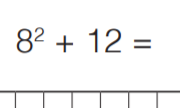 8² + 12 =